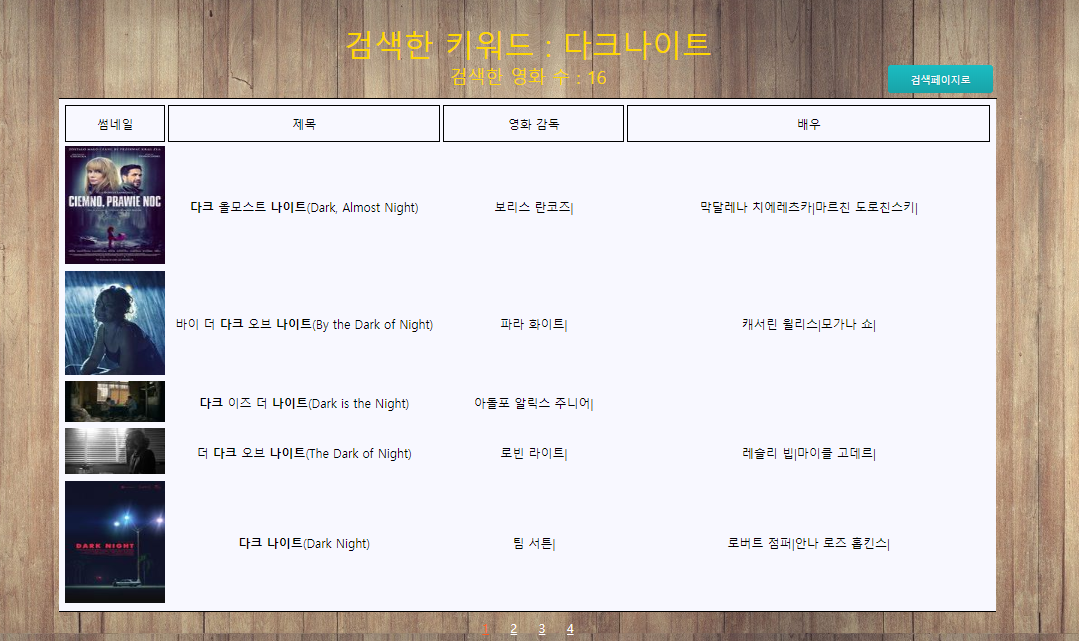 검색한 키워드 : 다크나이트
검색한 영화 수 : 16
검색페이지로
썸네일 제목 영화 감독 배우
CIEMNO, PRAWIE NOC
다크 올모스트 나이트(Dark, Almost Night) 보리스 란코즈| 막달레나 치에레츠카|마르친 도로친스키|
바이 더 다크 오브 나이트(By the Dark of Night) 파라 화이트| 캐서린 윌리스|모가나 쇼|
다크 이즈 더 나이트(Dark is the Night) 아돌포 알릭스 주니어|
더 다크 오브 나이트(The Dark of Night) 로빈 라이트| 레슬리 빕|마이클 고데르|
DARK NIGHT
다크 나이트(Dark Night) 팀 서튼| 로버트 점퍼|안나 로즈 홉킨스|
1 2 3 4